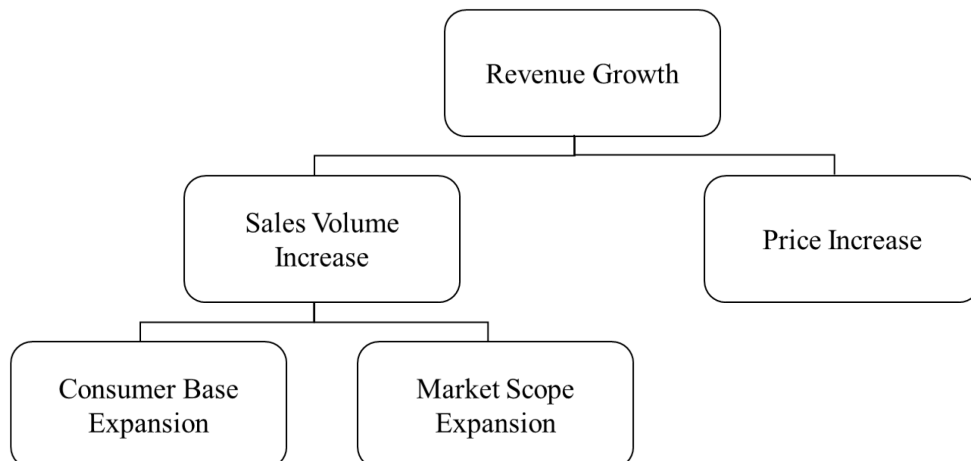 Revenue Growth
Sales Volume
Increase
Price Increase
Consumer Base
Expansion
Market Scope
Expansion